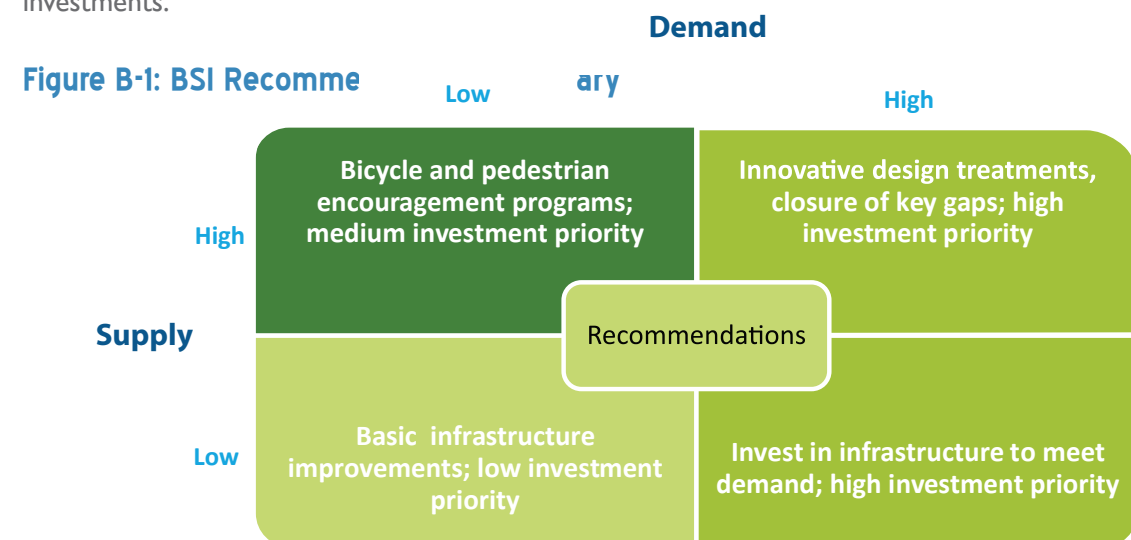 investments.
Demand
Figure B-1: BSI Recomme ary
Low
High
High
Bicycle and pedestrian
encouragement programs;
medium investment priority
Innovative design treatments,
closure of key gaps; high
investment priority
Supply
Recommendations
Low
Basic infrastructure
improvements; low investment
priority
Invest in infrastructure to meet
demand; high investment priority